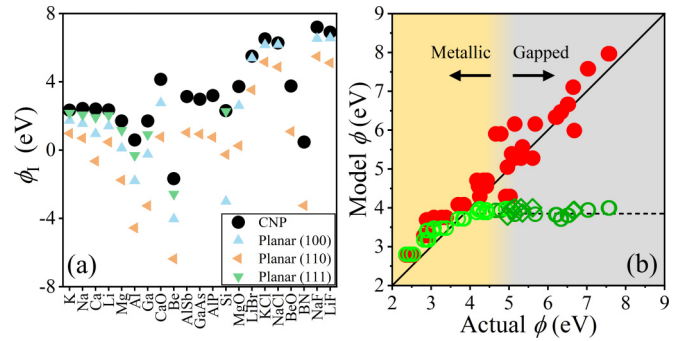 8
4
0
-4
-8
ϕI (eV)
CNP
Planar (100)
Planar (110)
Planar (111)
(a)
K
Na
Ca
Li
Mg
Al
Ga
CaO
Be
AlSb
GaAs
AlP
Si
MgO
LiBr
KCl
NaCl
BeO
BN
NaF
LiF
9
8
7
6
5
4
3
2
Model ϕ (eV)
Metallic
Gapped
(b)
2 3 4 5 6 7 8 9
Actual ϕ (eV)